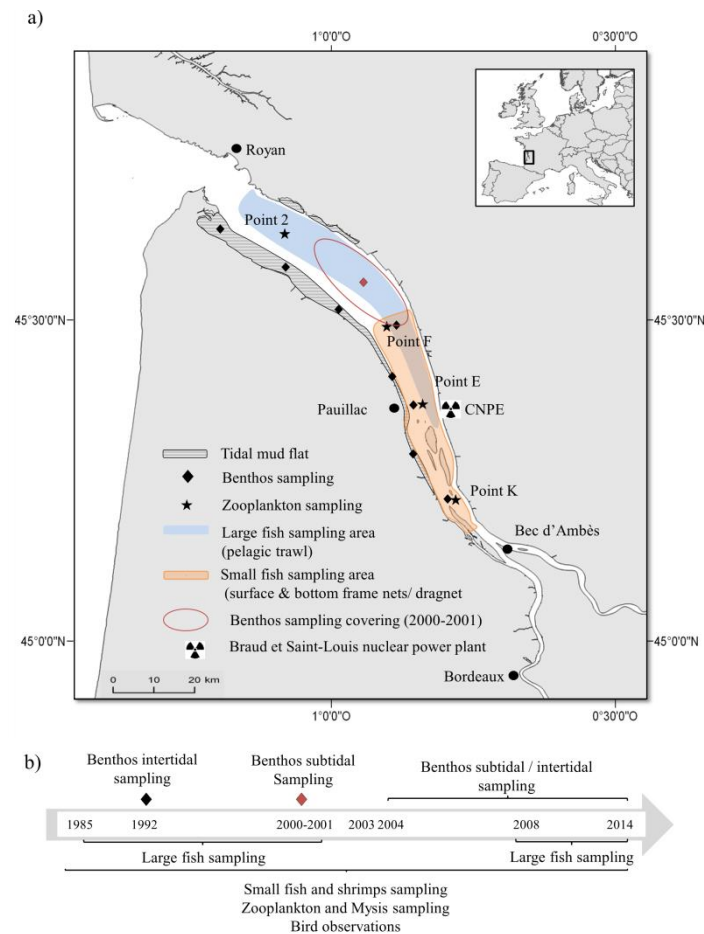 a)
1°0'0"O
0°30'0"O
Royan
Point 2
45°30'0"N
45°30'0"N
Point F
Point E
Pauillac
CNPE
Tidal mud flat
Benthos sampling
Point K
Zooplankton sampling
Bec d’Ambès
Large fish sampling area
(pelagic trawl)
Small fish sampling area
(surface & bottom frame nets/ dragnet
Benthos sampling covering (2000-2001)
45°0'0"N
45°0'0"N
Braud et Saint-Louis nuclear power plant
Bordeaux
0 10 20 km
1°0'0"O
0°30'0"O
b)
Benthos intertidal
sampling
Benthos subtidal
Sampling
Benthos subtidal / intertidal
sampling
1985 1992 2000-2001 2003 2004 2008 2014
Large fish sampling
Large fish sampling
Small fish and shrimps sampling
Zooplankton and Mysis sampling
Bird observations